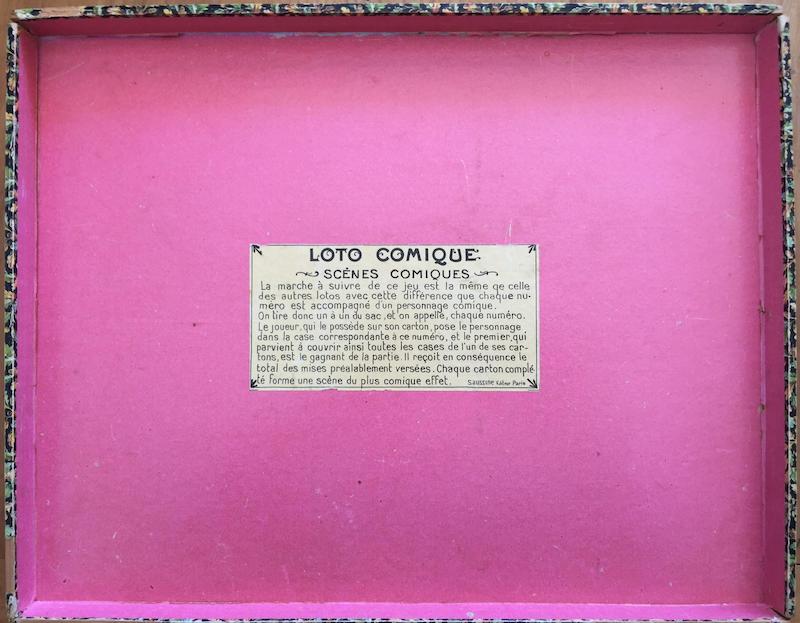 LOTO COMIQUE.
SCÈNES COMIQUES
La marche à suivre de ce jeu est la même qe celle
des autres lotos avec cette différence que chaque nu-
méro est accompagné d'un personnage comique.
On tire donc un à un du sac, et on appelle, chaque numéro.
Le joueur, qui le possède sur son carton, pose le personnage
dans la case correspondante à ce numéro, et le premier, qui
parvient à couvrir ainsi toutes les cases de l'un de ses car-
tons, est le gagnant de la partie. Il reçoit en conséquence le
total des mises préalablement versées. Chaque carton complé
té forme une scène du plus comique effet. Saussine Editeur Paris